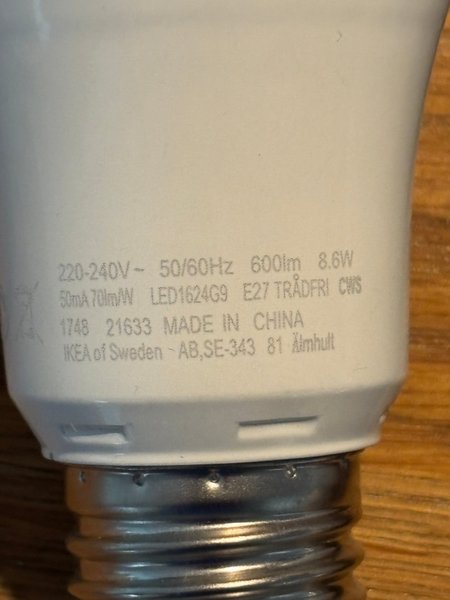 220-240V~ 50/60Hz 600lm 8.6W
50mA 70lm/W LED1624G9 E27 TRÅDFRI CWS
1748 21633 MADE IN CHINA
IKEA of Sweden - AB,SE-343 81 Älmhult